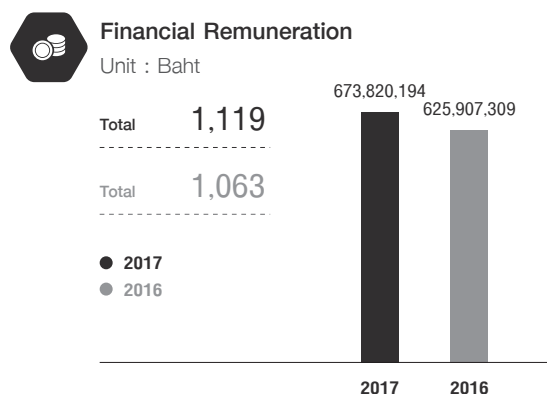 Financial Remuneration
Unit : Baht
Total 1,119
Total 1,063
2017
2016
673,820,194
625,907,309
2017 2016